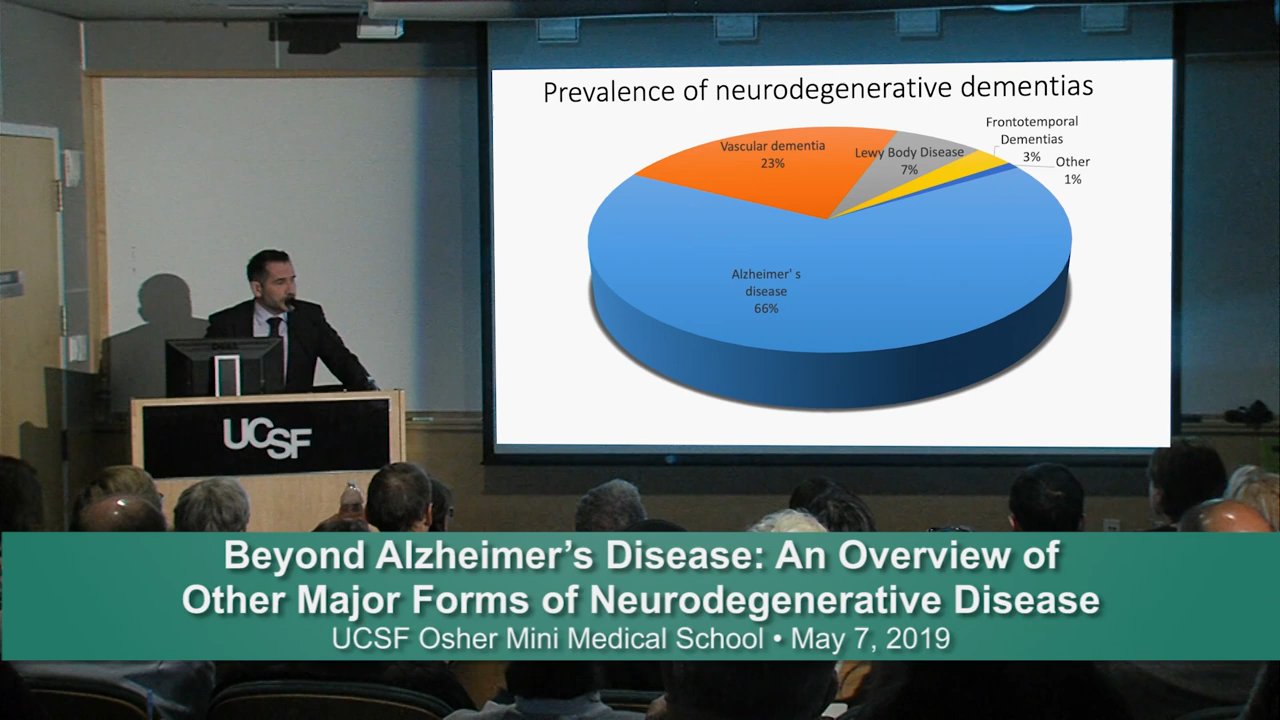 Prevalence of neurodegenerative dementias
Vascular dementia
23%
Lewy Body Disease
7%
Frontotemporal
Dementias
3%
Other
1%
Alzheimer' s
disease
66%
UCSF
Beyond Alzheimer's Disease: An Overview of
Other Major Forms of Neurodegenerative Disease
UCSF Osher Mini Medical School • May 7, 2019